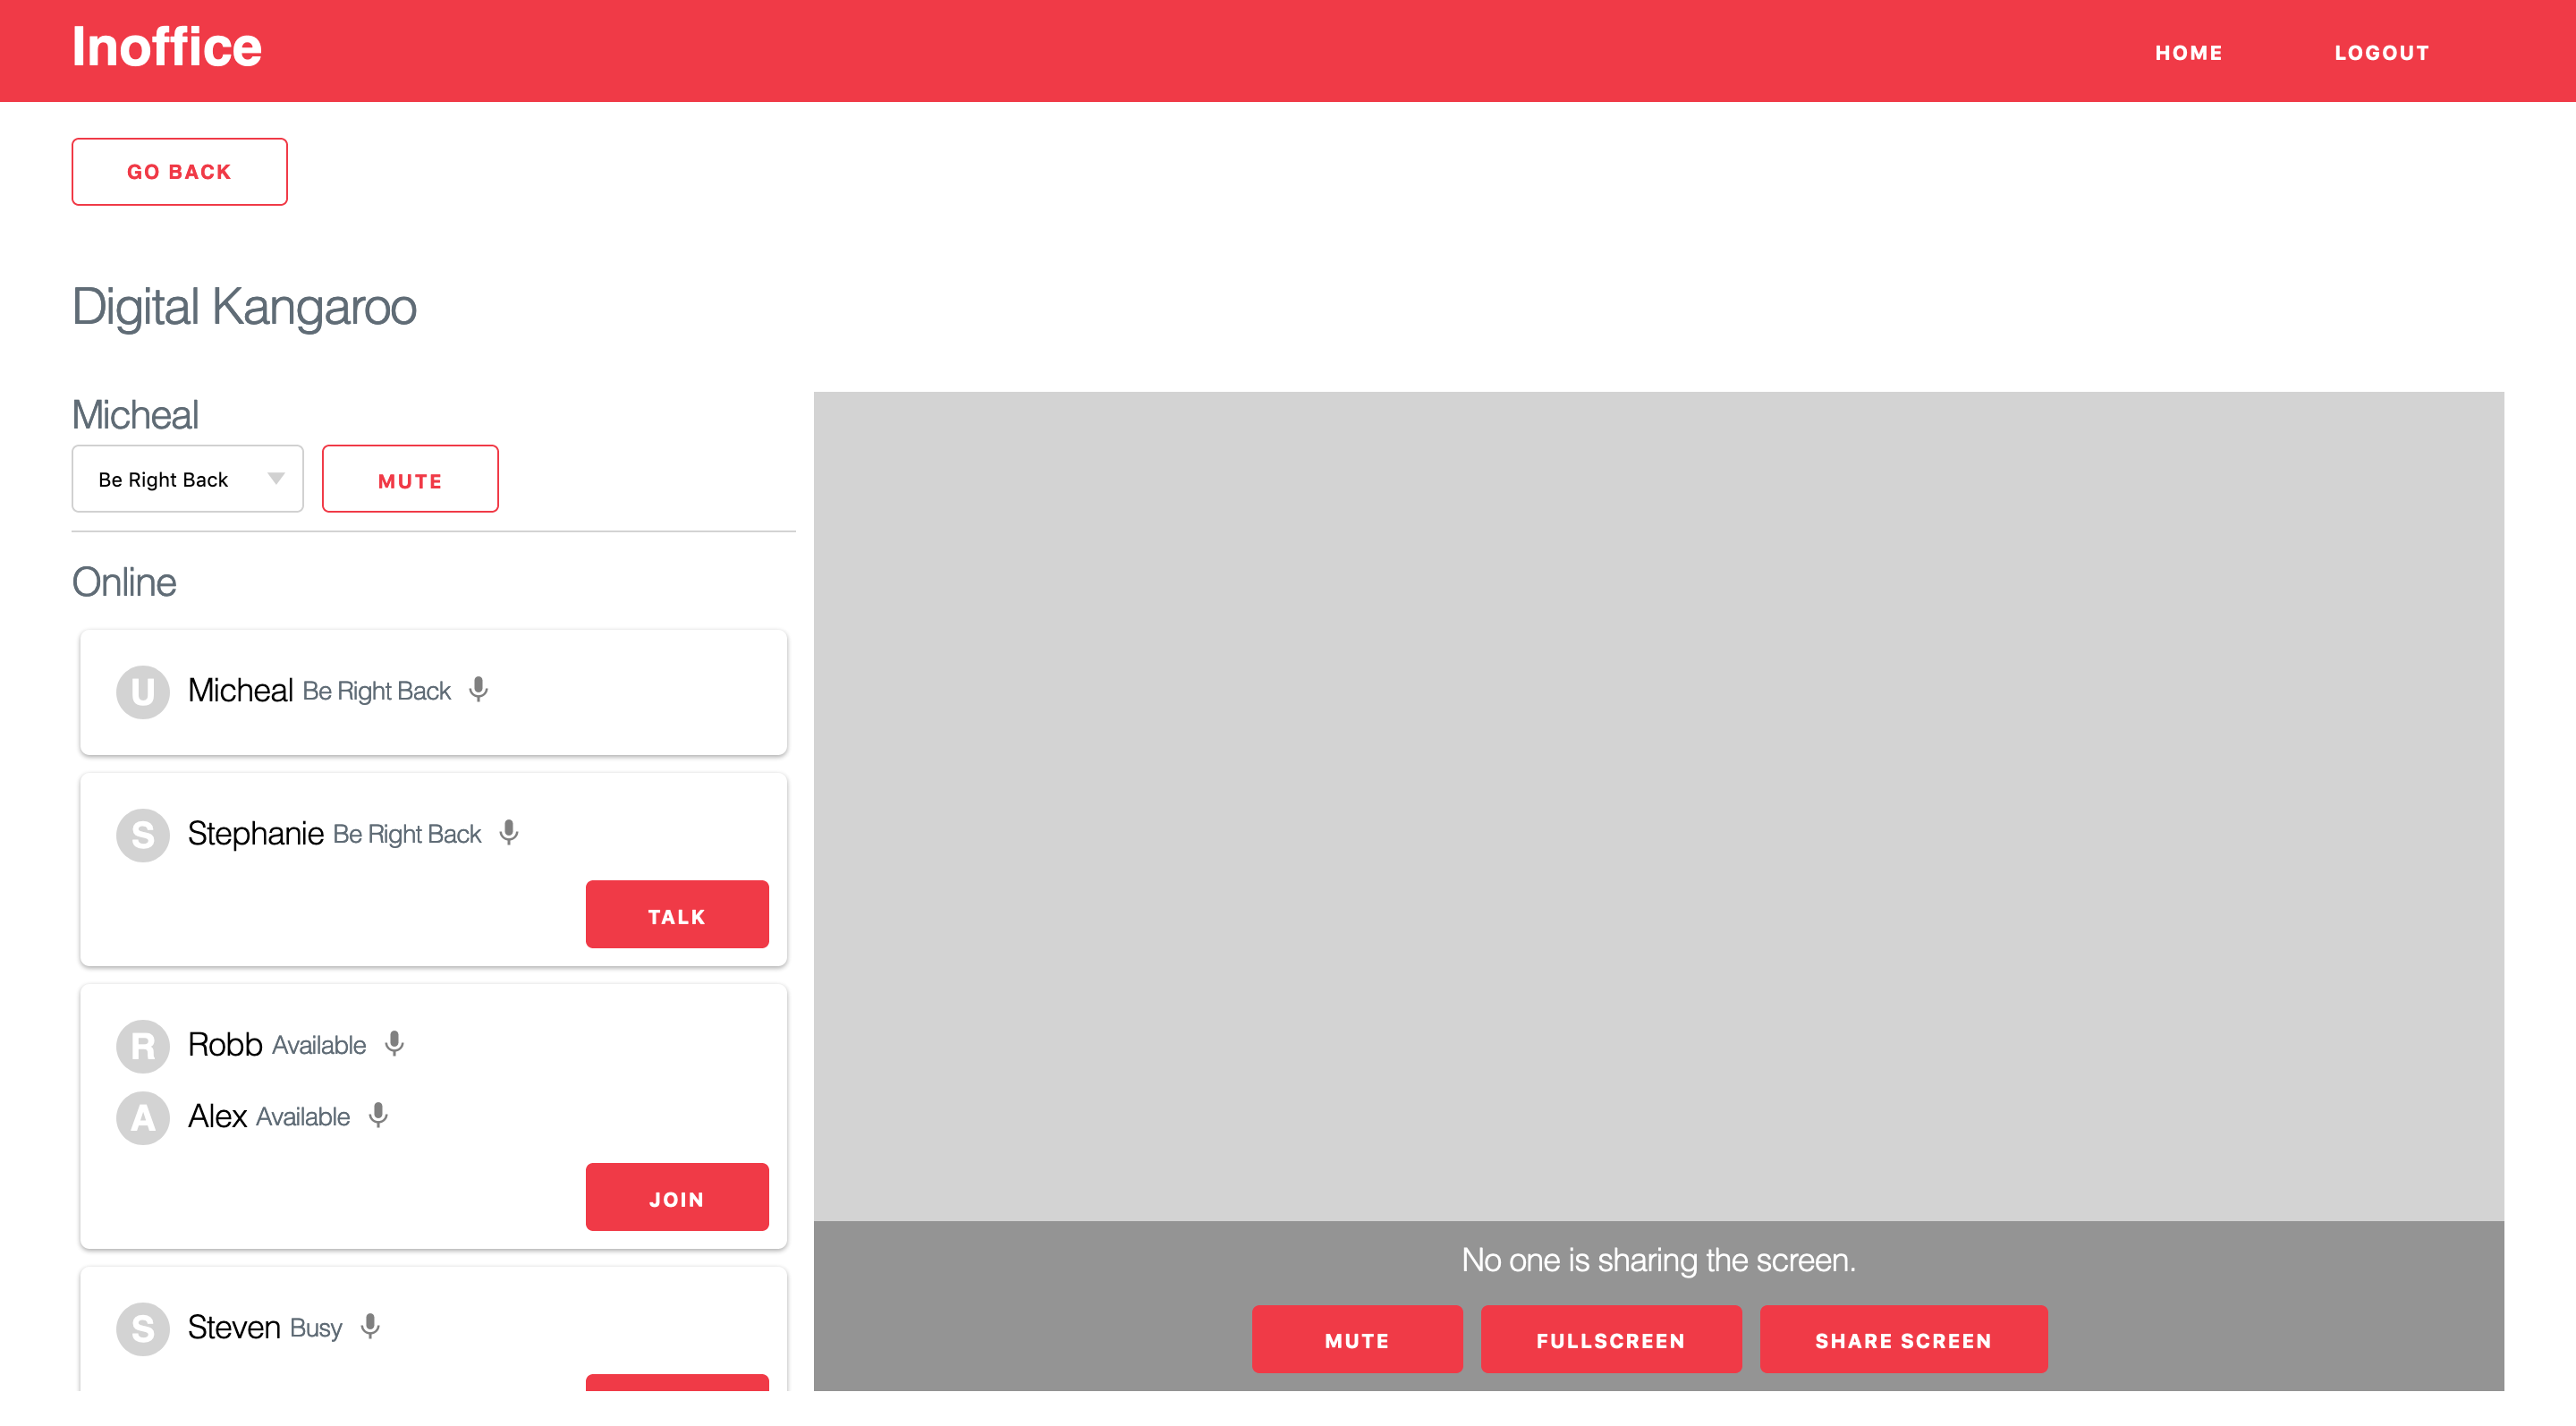 Inoffice
HOME LOGOUT
GO BACK
Digital Kangaroo
Micheal
Be Right Back MUTE
Online
U Micheal Be Right Back
S Stephanie Be Right Back
TALK
R Robb Available
A Alex Available
JOIN
S Steven Busy
No one is sharing the screen.
MUTE FULLSCREEN SHARE SCREEN